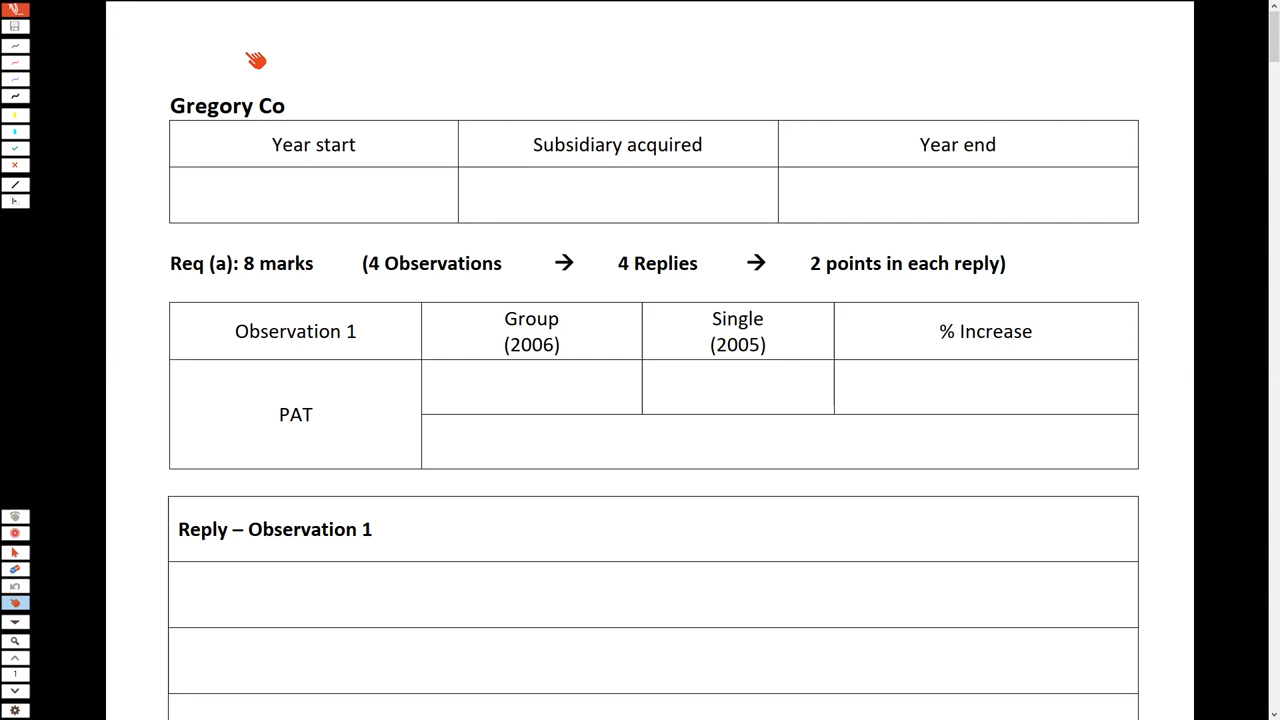 Gregory Co
Year start Subsidiary acquired Year end
Req (a): 8 marks (4 Observations → 4 Replies → 2 points in each reply)
Observation 1 Group (2006) Single (2005) % Increase
PAT
Reply – Observation 1
1